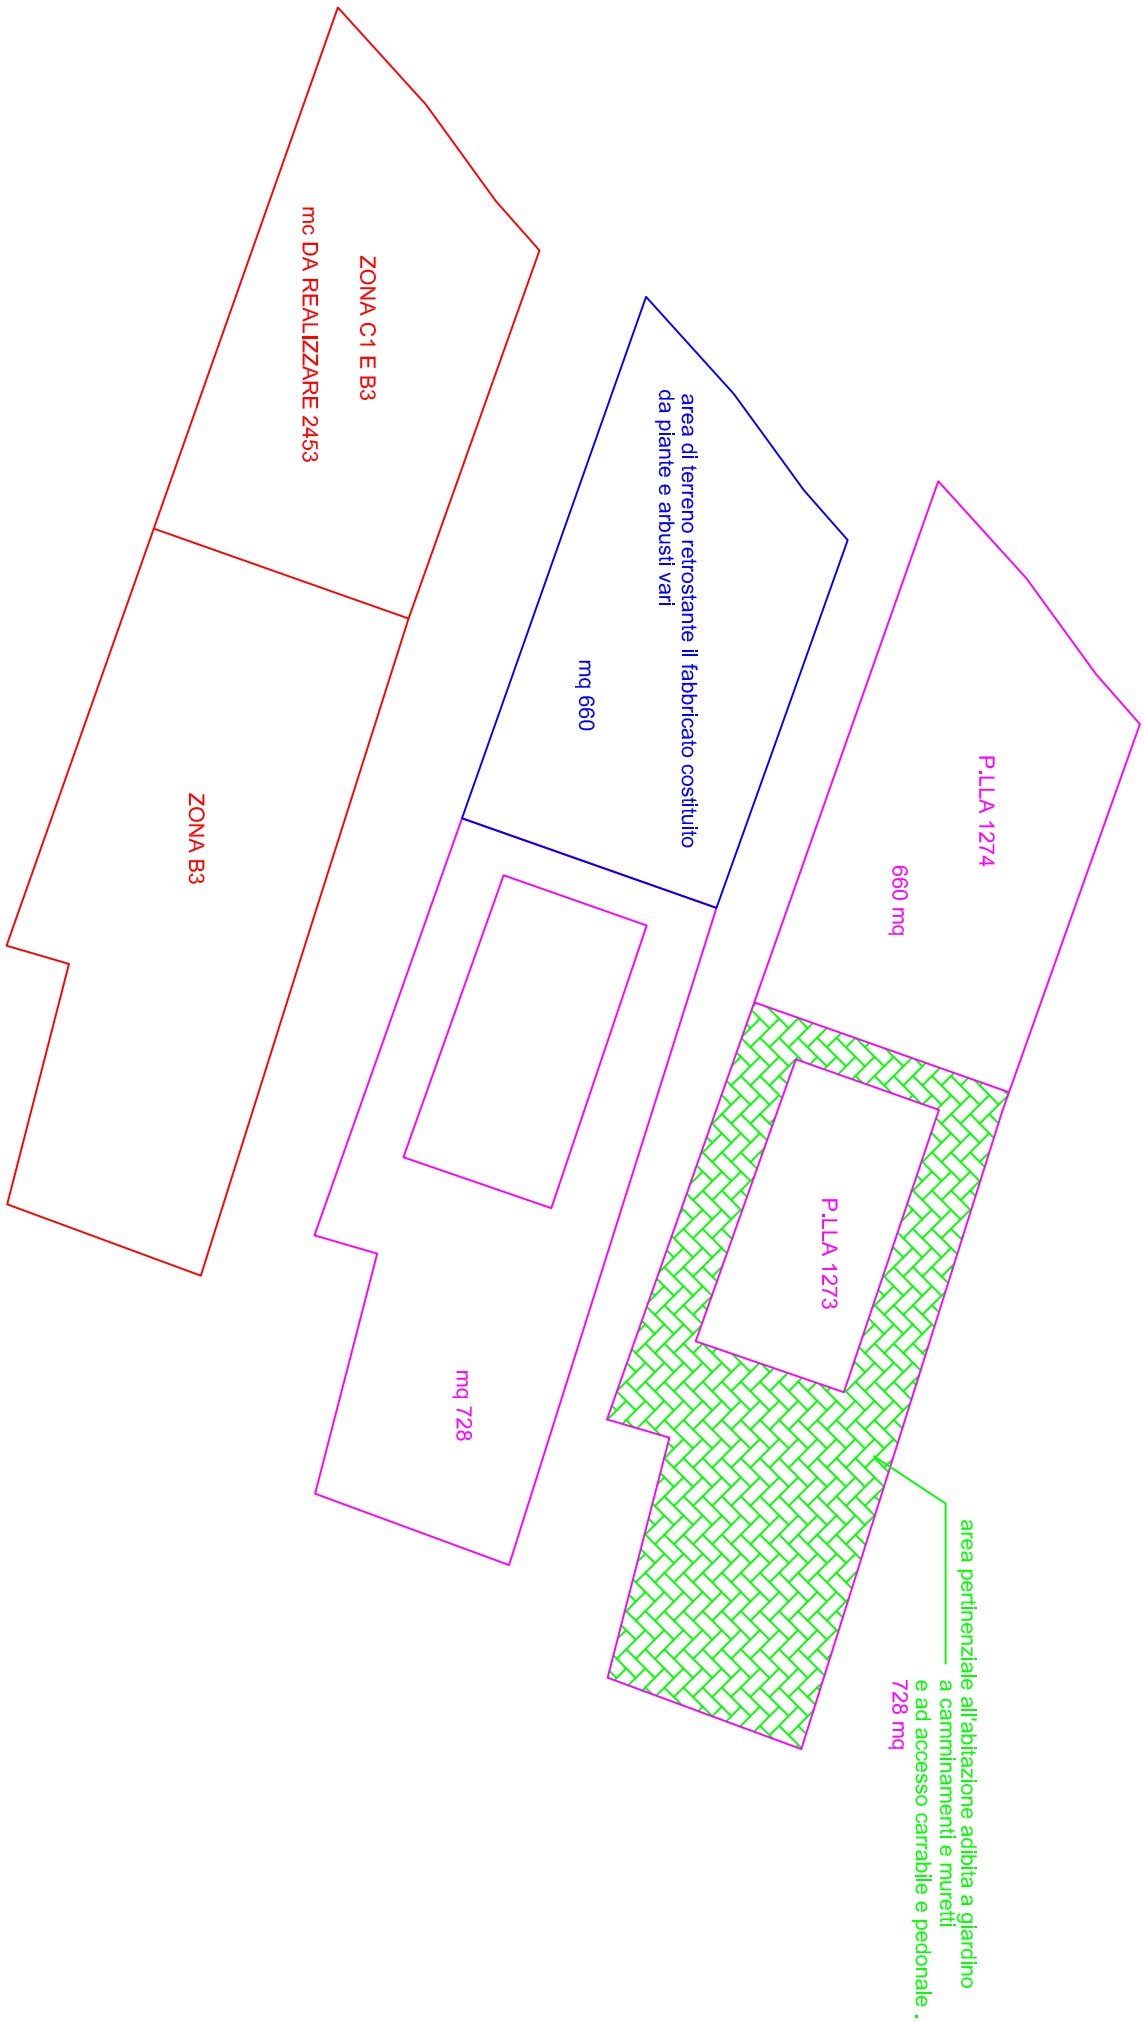 area pertinenziale all'abitazione adibita a giardino
a camminamenti e muretti
e ad accesso carrabile e pedonale .
728 mq
P.LLA 1274
660 mq
P.LLA 1273
area di terreno retrostante il fabbricato costituito
da piante e arbusti vari
mq 660
mq 728
ZONA C1 E B3
mc DA REALIZZARE 2453
ZONA B3